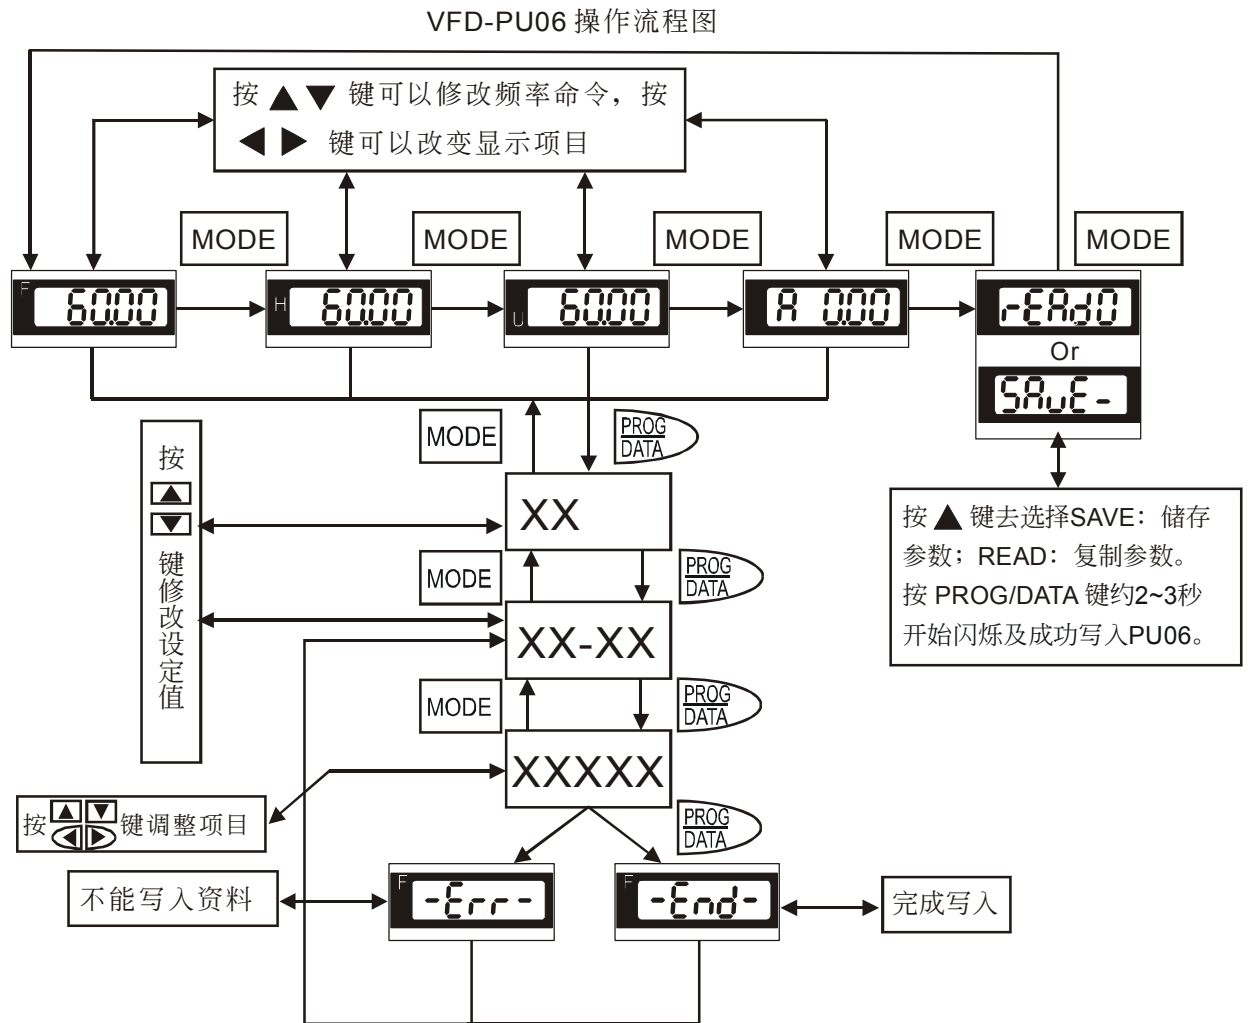 VFD-PU06 操作流程图
按 ▲ ▼ 键可以修改频率命令，按
◀ ▶ 键可以改变显示项目
MODE
MODE
MODE
MODE
MODE
F 60.00
H 60.00
U 60.00
A 0.00
rEAd0
Or
SAvE-
MODE
PROG
DATA
按
▲
▼
键修改设定值
XX
按 ▲ 键去选择SAVE：储存
参数；READ：复制参数。
按 PROG/DATA 键约2~3秒
开始闪烁及成功写入PU06。
MODE
PROG
DATA
XX-XX
MODE
PROG
DATA
XXXXX
按▲▼◀▶键调整项目
PROG
DATA
不能写入资料
F -Err-
F -End-
完成写入